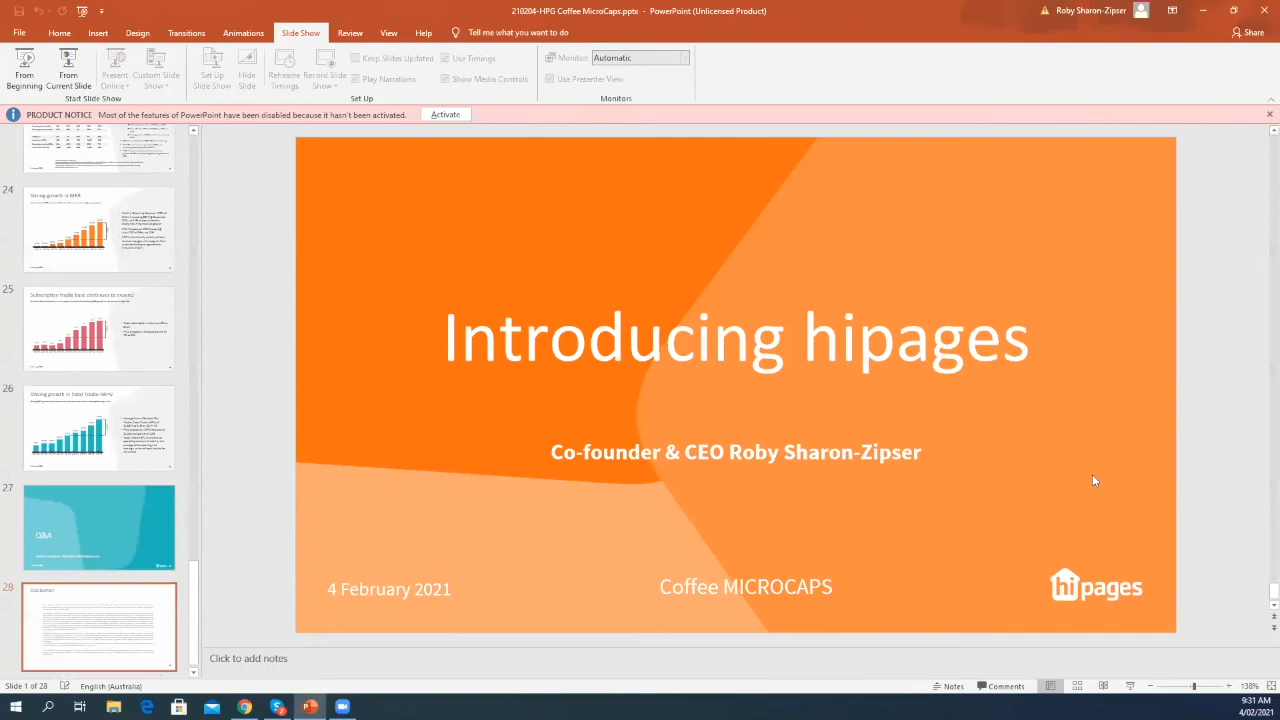 210204-HPG Coffee MicroCaps.pptx - PowerPoint (Unlicensed Product)
Roby Sharon-Zipser
File Home Insert Design Transitions Animations Slide Show Review View Help Tell me what you want to do
Share
From Beginning
From Current Slide
Present Online
Custom Slide Show
Set Up Slide Show
Hide Slide
Rehearse Timings
Record Slide Show
Keep Slides Updated
Play Narrations
Use Timings
Show Media Controls
Monitor: Automatic
Use Presenter View
Start Slide Show
Set Up
Monitors
PRODUCT NOTICE Most of the features of PowerPoint have been disabled because it hasn't been activated.
Activate
24
Strong growth in MRR
25
Subscription tradie base continues to expand
26
Driving growth in Total Tradie ARPU
27
Q&A
28
Disclaimer
Introducing hipages
Co-founder & CEO Roby Sharon-Zipser
4 February 2021
Coffee MICROCAPS
hipages
Click to add notes
Slide 1 of 28
English (Australia)
Notes
Comments
138%
9:31 AM
4/02/2021